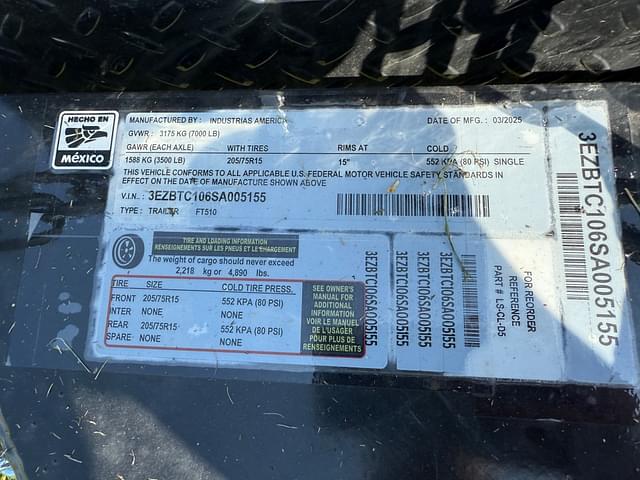 HECHO EN
MÉXICO
MANUFACTURED BY: INDUSTRIAS AMERICA DATE OF MFG.: 03/2025
GVWR: 3175 KG (7000 LB)
GAWR (EACH AXLE) WITH TIRES RIMS AT COLD
1588 KG (3500 LB) 205/75R15 15" 552 KPA (80 PSI) SINGLE
THIS VEHICLE CONFORMS TO ALL APPLICABLE U.S. FEDERAL MOTOR VEHICLE SAFETY STANDARDS IN
EFFECT ON THE DATE OF MANUFACTURE SHOWN ABOVE
V.I.N.: 3EZBTC106SA005155
TYPE: TRAILER FT510
TIRE AND LOADING INFORMATION
RENSEIGNEMENTS SUR LES PNEUS ET LE CHARGEMENT
The weight of cargo should never exceed
2,218 kg or 4,890 lbs.
TIRE SIZE COLD TIRE PRESS.
FRONT 205/75R15 552 KPA (80 PSI)
INTER NONE NONE
REAR 205/75R15 552 KPA (80 PSI)
SPARE NONE NONE
SEE OWNER'S
MANUAL FOR
ADDITIONAL
INFORMATION
VOIR LE MANUEL
DE L'USAGER
POUR PLUS DE
RENSEIGNEMENTS
3EZBTC106SA005155
3EZBTC106SA005155
3EZBTC106SA005155
FOR REORDER
REFERENCE
PART # LS-CL-D5
3EZBTC106SA005155